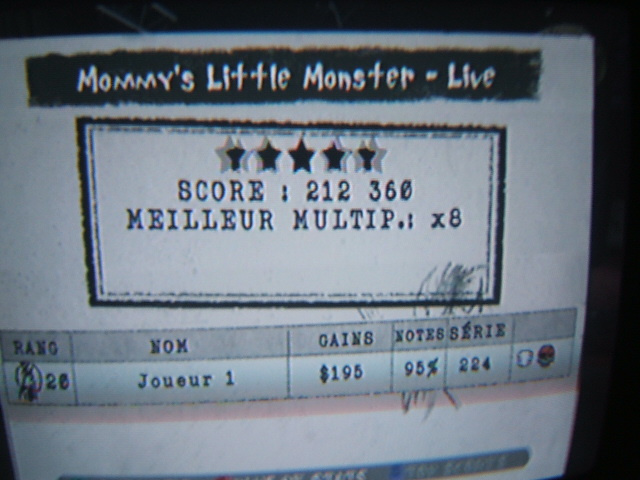 Mommy's Little Monster - Live
SCORE : 212 360
MEILLEUR MULTIP.: x8
RANG NOM GAINS NOTES SÉRIE
20 Joueur 1 $195 95% 224